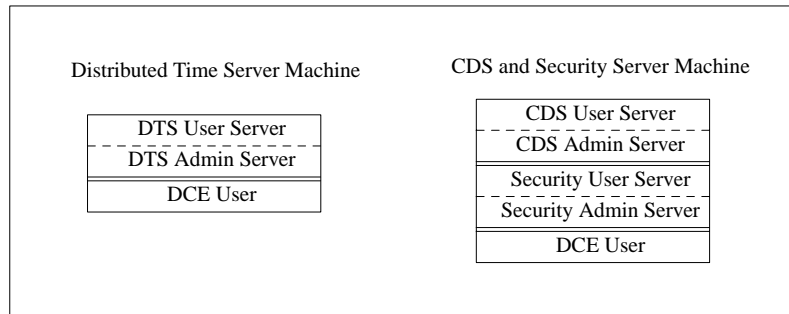 Distributed Time Server Machine
DTS User Server
DTS Admin Server
DCE User
CDS and Security Server Machine
CDS User Server
CDS Admin Server
Security User Server
Security Admin Server
DCE User